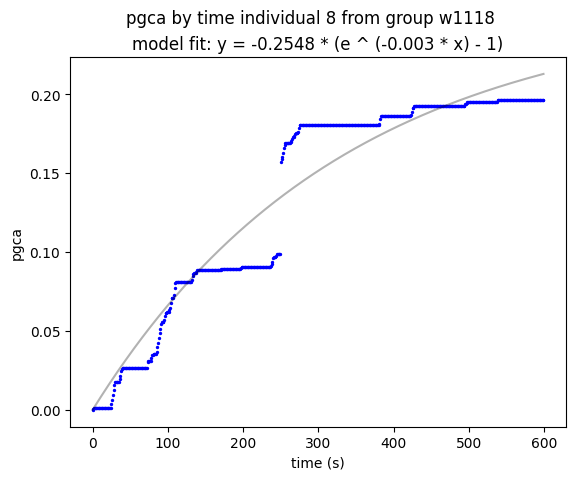 pgca by time individual 8 from group w1118
model fit: y = -0.2548 * (e ^ (-0.003 * x) - 1)
0.20
0.15
0.10
0.05
0.00
pgca
0 100 200 300 400 500 600
time (s)